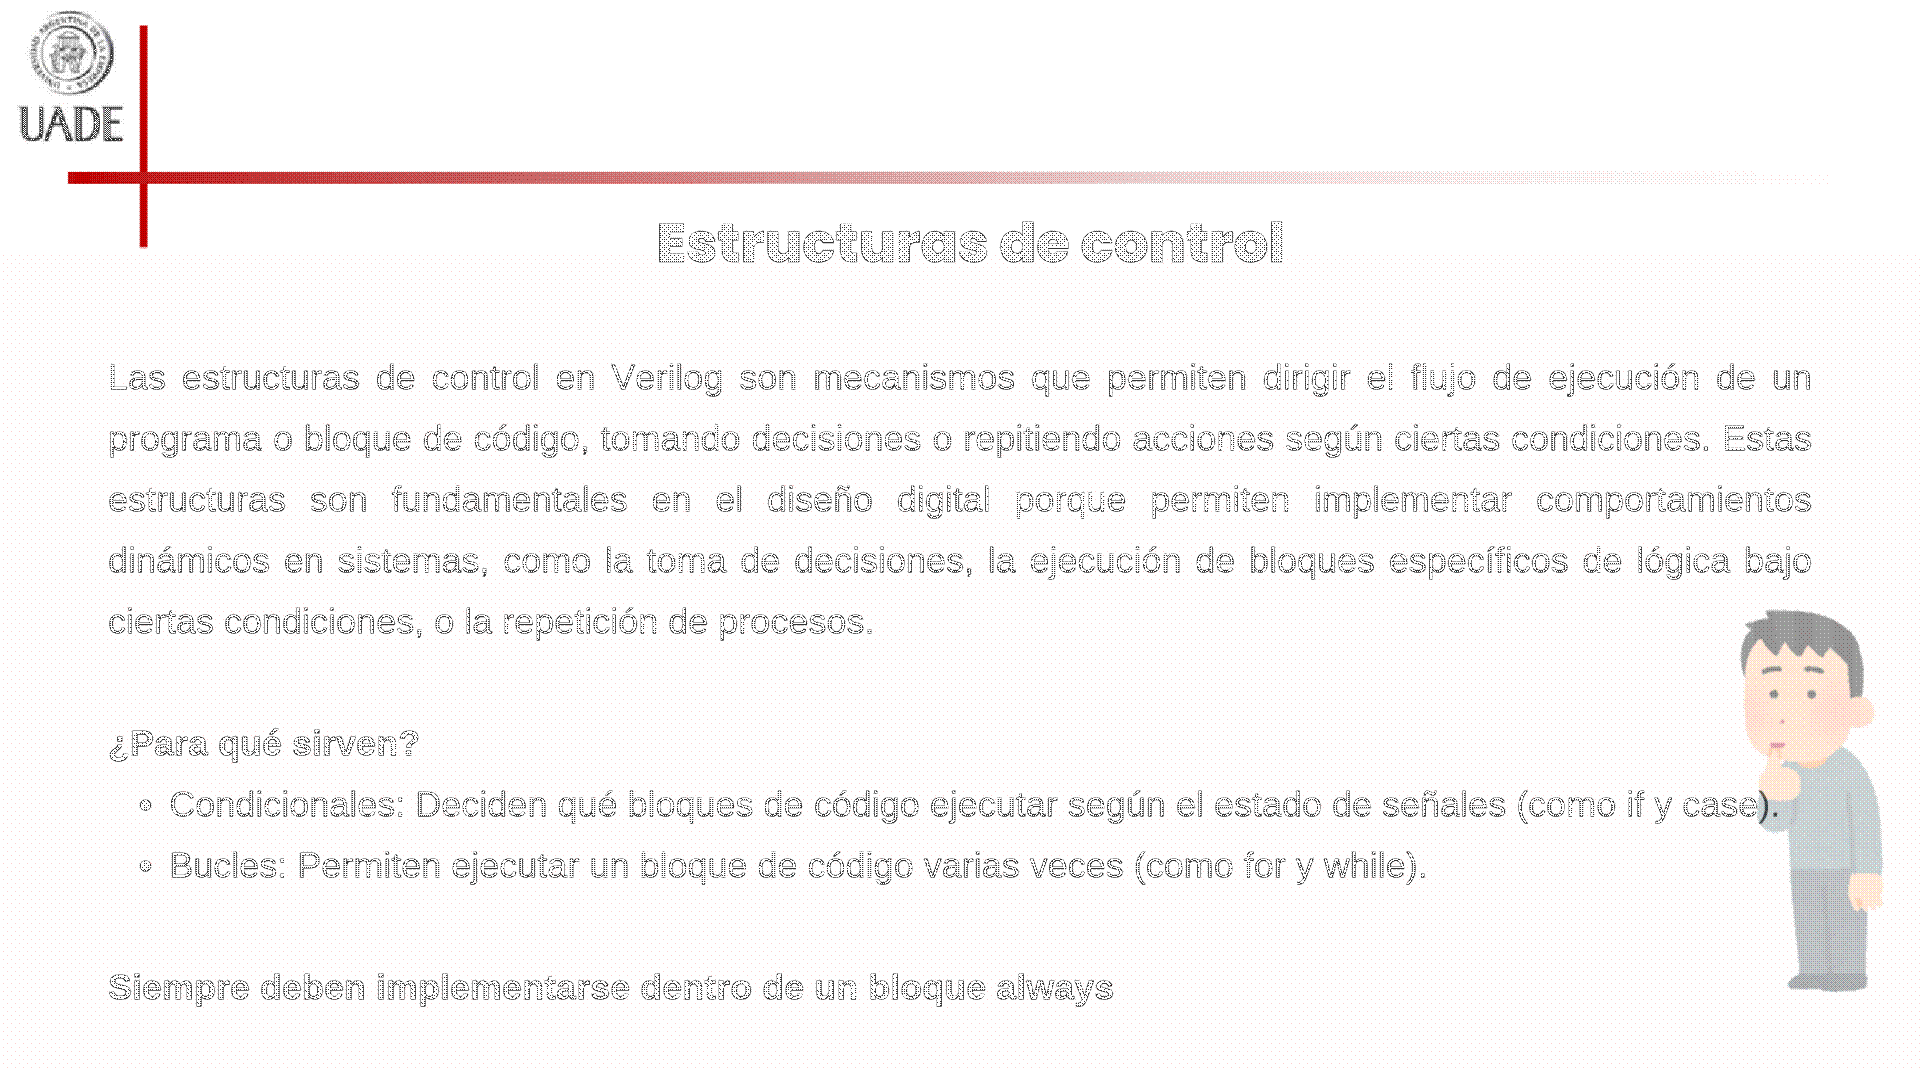 UNIVERSIDAD ARGENTINA DE LA EMPRESA
UADE
Estructuras de control
Las estructuras de control en Verilog son mecanismos que permiten dirigir el flujo de ejecución de un
programa o bloque de código, tomando decisiones o repitiendo acciones según ciertas condiciones. Estas
estructuras son fundamentales en el diseño digital porque permiten implementar comportamientos
dinámicos en sistemas, como la toma de decisiones, la ejecución de bloques específicos de lógica bajo
ciertas condiciones, o la repetición de procesos.
¿Para qué sirven?
• Condicionales: Deciden qué bloques de código ejecutar según el estado de señales (como if y case).
• Bucles: Permiten ejecutar un bloque de código varias veces (como for y while).
Siempre deben implementarse dentro de un bloque always